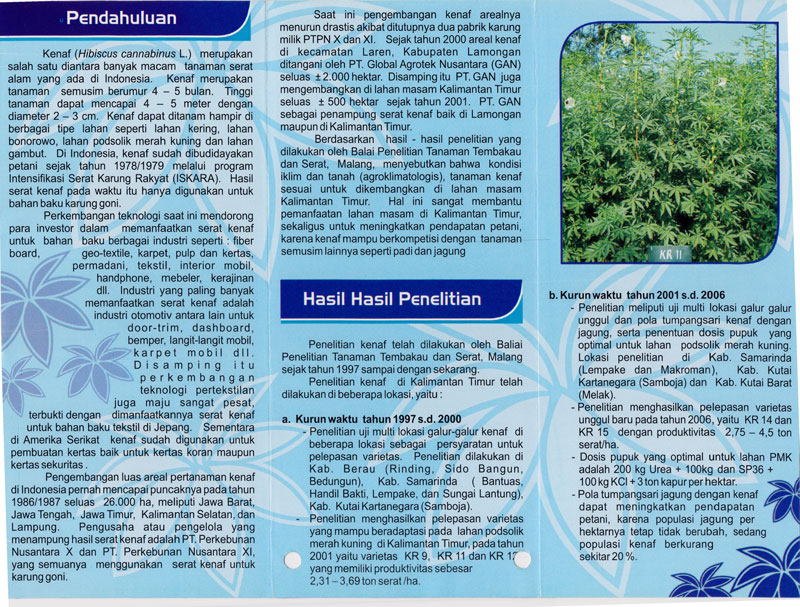 Pendahuluan
Kenaf (Hibiscus cannabinus L.) merupakan
salah satu diantara banyak macam tanaman serat
alam yang ada di Indonesia. Kenaf merupakan
tanaman semusim berumur 4 – 5 bulan. Tinggi
tanaman dapat mencapai 4 – 5 meter dengan
diameter 2 – 3 cm. Kenaf dapat ditanam hampir di
berbagai tipe lahan seperti lahan kering, lahan
bonorowo, lahan podsolik merah kuning dan lahan
gambut. Di Indonesia, kenaf sudah dibudidayakan
petani sejak tahun 1978/1979 melalui program
Intensifikasi Serat Karung Rakyat (ISKARA). Hasil
serat kenaf pada waktu itu hanya digunakan untuk
bahan baku karung goni.
Perkembangan teknologi saat ini mendorong
para investor dalam memanfaatkan serat kenaf
untuk bahan baku berbagai industri seperti : fiber
board, geo-textile, karpet, pulp dan kertas,
permadani, tekstil, interior mobil,
handphone, mebeler, kerajinan
dll. Industri yang paling banyak
memanfaatkan serat kenaf adalah
industri otomotiv antara lain untuk
door-trim, dashboard,
bemper, langit-langit mobil,
karpet mobil dll.
Disamping itu
perkembangan
teknologi pertekstilan
juga maju sangat pesat,
terbukti dengan dimanfaatkannya serat kenaf
untuk bahan baku tekstil di Jepang. Sementara
di Amerika Serikat kenaf sudah digunakan untuk
pembuatan kertas baik untuk kertas koran maupun
kertas sekuritas .
Pengembangan luas areal pertanaman kenaf
di Indonesia pernah mencapai puncaknya pada tahun
1986/1987 seluas 26.000 ha, meliputi Jawa Barat,
Jawa Tengah, Jawa Timur, Kalimantan Selatan, dan
Lampung. Pengusaha atau pengelola yang
menampung hasil serat kenaf adalah PT. Perkebunan
Nusantara X dan PT. Perkebunan Nusantara XI,
yang semuanya menggunakan serat kenaf untuk
karung goni.
Saat ini pengembangan kenaf arealnya
menurun drastis akibat ditutupnya dua pabrik karung
milik PTPN X dan XI. Sejak tahun 2000 areal kenaf
di kecamatan Laren, Kabupaten Lamongan
ditangani oleh PT. Global Agrotek Nusantara (GAN)
seluas ± 2.000 hektar. Disamping itu PT. GAN juga
mengembangkan di lahan masam Kalimantan Timur
seluas ± 500 hektar sejak tahun 2001. PT. GAN
sebagai penampung serat kenaf baik di Lamongan
maupun di Kalimantan Timur.
Berdasarkan hasil - hasil penelitian yang
dilakukan oleh Balai Penelitian Tanaman Tembakau
dan Serat, Malang, menyebutkan bahwa kondisi
iklim dan tanah (agroklimatologis), tanaman kenaf
sesuai untuk dikembangkan di lahan masam
Kalimantan Timur. Hal ini sangat membantu
pemanfaatan lahan masam di Kalimantan Timur,
sekaligus untuk meningkatkan pendapatan petani,
karena kenaf mampu berkompetisi dengan tanaman
semusim lainnya seperti padi dan jagung
Hasil Hasil Penelitian
Penelitian kenaf telah dilakukan oleh Baliai
Penelitian Tanaman Tembakau dan Serat, Malang
sejak tahun 1997 sampai dengan sekarang.
Penelitian kenaf di Kalimantan Timur telah
dilakukan di beberapa lokasi, yaitu :
a. Kurun waktu tahun 1997 s.d. 2000
- Penelitian uji multi lokasi galur-galur kenaf di
beberapa lokasi sebagai persyaratan untuk
pelepasan varietas. Penelitian dilakukan di
Kab. Berau (Rinding, Sido Bangun,
Bedungun), Kab. Samarinda ( Bantuas,
Handil Bakti, Lempake, dan Sungai Lantung),
Kab. Kutai Kartanegara (Samboja).
- Penelitian menghasilkan pelepasan varietas
yang mampu beradaptasi pada lahan podsolik
merah kuning di Kalimantan Timur, pada tahun
2001 yaitu varietas KR 9, KR 11 dan KR
yang memiliki produktivitas sebesar
2,31 – 3,69 ton serat /ha.
KR 11
b. Kurun waktu tahun 2001 s.d. 2006
- Penelitian meliputi uji multi lokasi galur galur
unggul dan pola tumpangsari kenaf dengan
jagung, serta penentuan dosis pupuk yang
optimal untuk lahan podsolik merah kuning.
Lokasi penelitian Kab. Samarinda
(Lempake dan Makroman), Kab. Kutai
Kartanegara (Samboja) dan Kab. Kutai Barat
(Melak).
- Penelitian menghasilkan pelepasan varietas
unggul baru pada tahun 2006, yaitu KR 14 dan
KR 15 dengan produktivitas 2,75 – 4,5 ton
serat/ha.
- Dosis pupuk yang optimal untuk lahan PMK
adalah 200 kg Urea + 100kg dan SP36 +
100 kg KCl + 3 ton kapur per hektar.
- Pola tumpangsari jagung dengan kenaf
dapat meningkatkan pendapatan
petani, karena populasi jagung per
hektarnya tetap tidak berubah, sedang
populasi kenaf berkurang
sekitar 20 %.